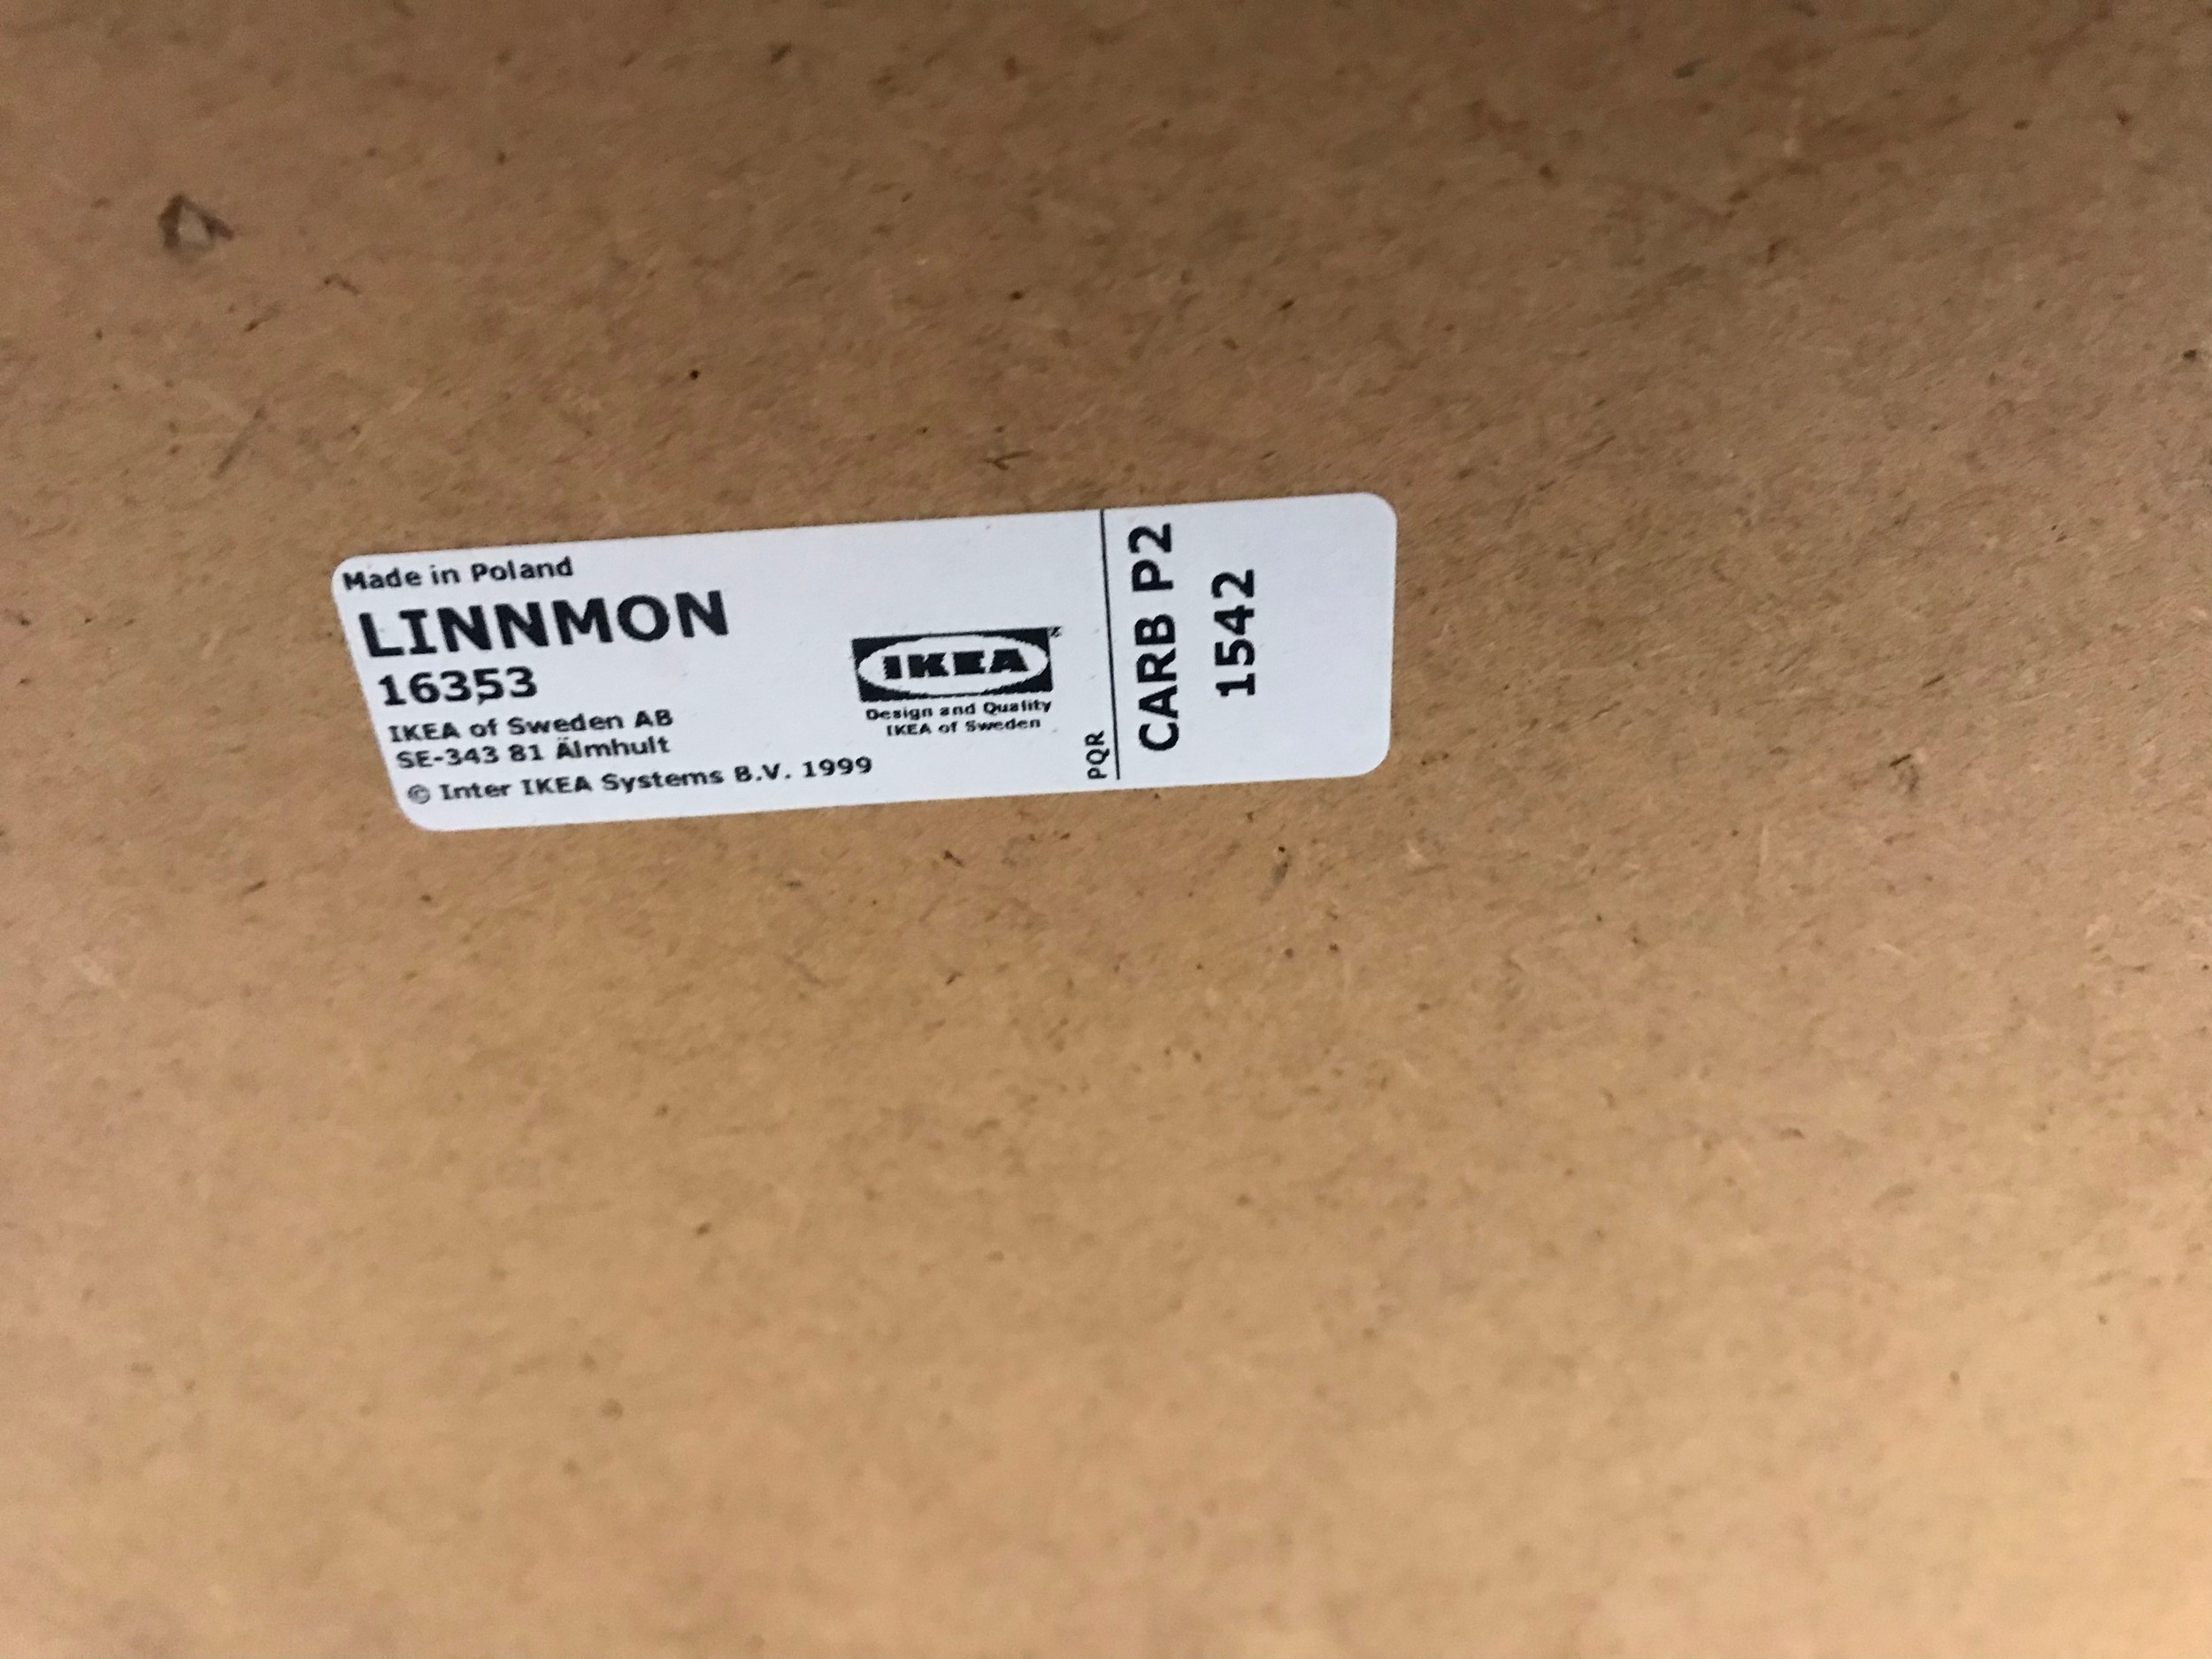 Made in Poland
LINNMON
16353
IKEA of Sweden AB
SE-343 81 Älmhult
© Inter IKEA Systems B.V. 1999
IKEA®
Design and Quality
IKEA of Sweden
PQR
CARB P2
1542